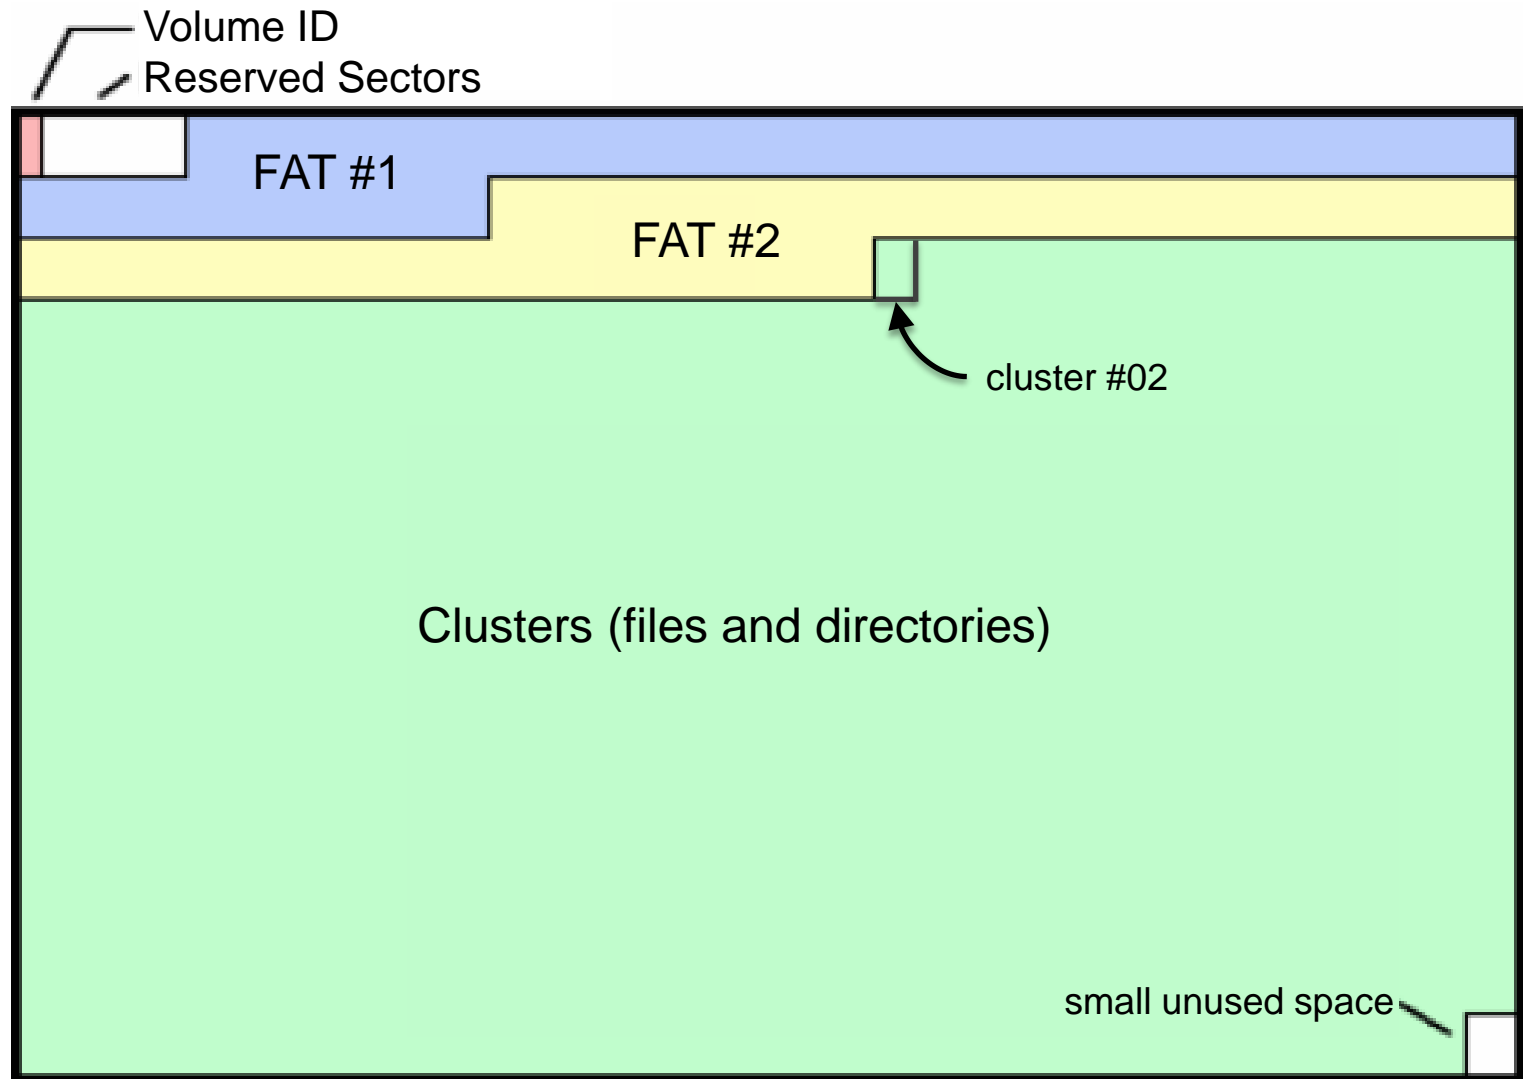 Volume ID
Reserved Sectors
FAT #1
FAT #2
cluster #02
Clusters (files and directories)
small unused space